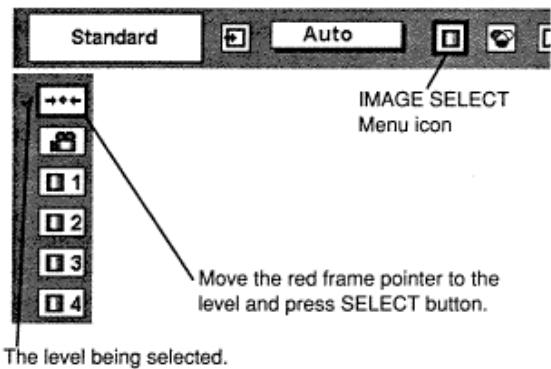 Standard
Auto
IMAGE SELECT
Menu icon
1
2
3
4
Move the red frame pointer to the
level and press SELECT button.
The level being selected.